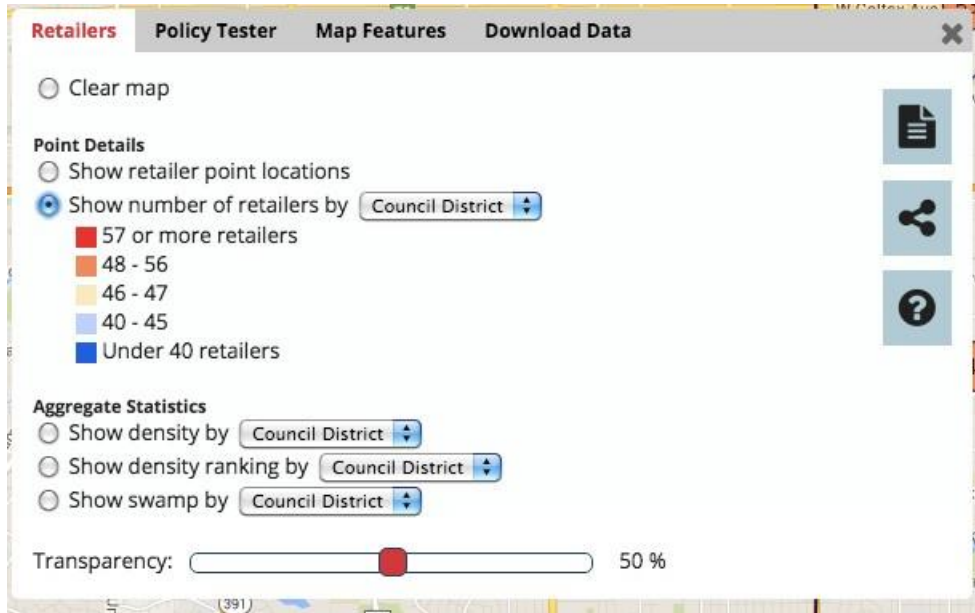 W Colfax Ave
Retailers Policy Tester Map Features Download Data
Clear map
Point Details
Show retailer point locations
Show number of retailers by Council District
57 or more retailers
48 - 56
46 - 47
40 - 45
Under 40 retailers
Aggregate Statistics
Show density by Council District
Show density ranking by Council District
Show swamp by Council District
Transparency: 50 %
(391)